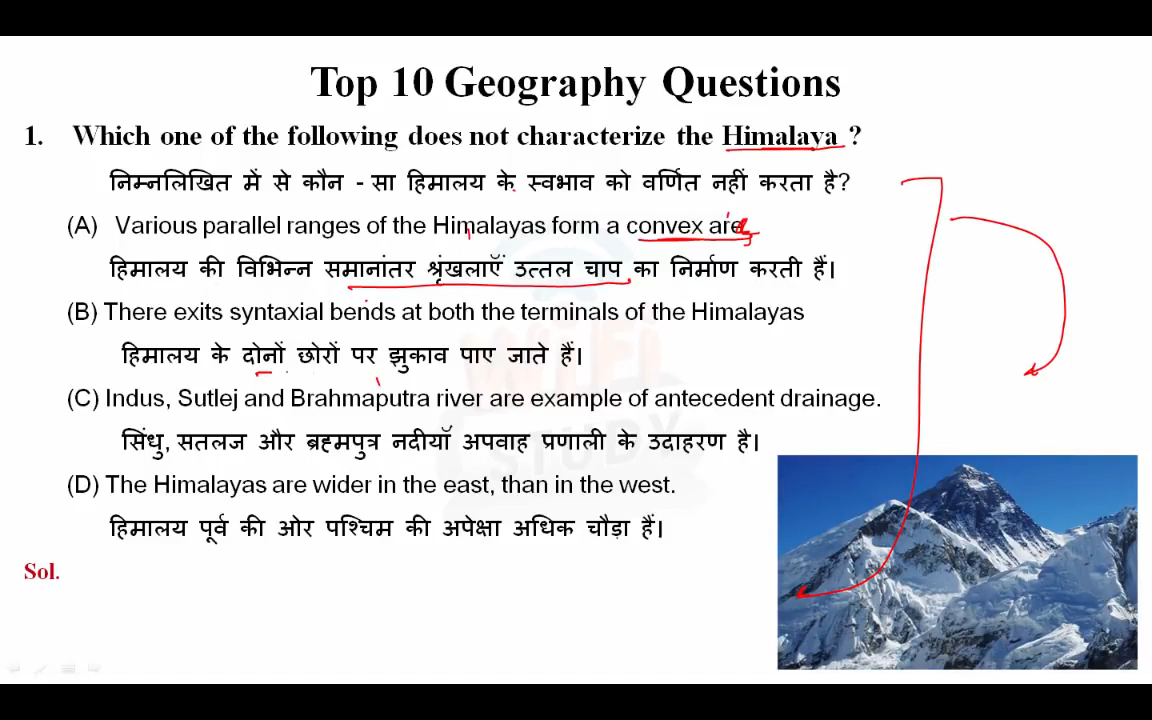 Top 10 Geography Questions
1. Which one of the following does not characterize the Himalaya ?
निम्नलिखित में से कौन - सा हिमालय के स्वभाव को वर्णित नहीं करता है?
(A) Various parallel ranges of the Himalayas form a convex are
हिमालय की विभिन्न समानांतर श्रृंखलाएँ उत्तल चाप का निर्माण करती हैं।
(B) There exits syntaxial bends at both the terminals of the Himalayas
हिमालय के दोनों छोरों पर झुकाव पाए जाते हैं।
(C) Indus, Sutlej and Brahmaputra river are example of antecedent drainage.
सिंधु, सतलज और ब्रह्मपुत्र नदीयाँ अपवाह प्रणाली के उदाहरण है।
(D) The Himalayas are wider in the east, than in the west.
हिमालय पूर्व की ओर पश्चिम की अपेक्षा अधिक चौड़ा हैं।
Sol.
WiFi
STUDY